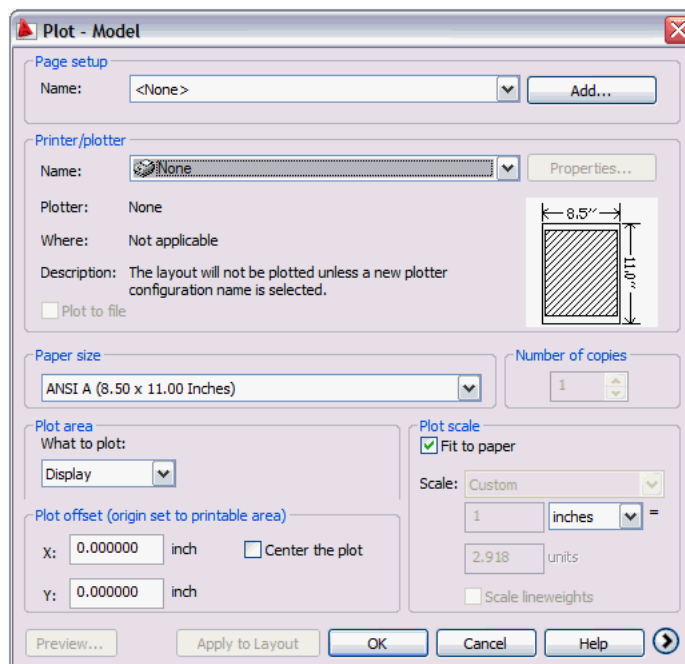 Plot - Model
Page setup
Name: <None> Add...
Printer/plotter
Name: None Properties...
Plotter: None
Where: Not applicable
Description: The layout will not be plotted unless a new plotter
configuration name is selected.
Plot to file
8.5″
11.0″
Paper size
ANSI A (8.50 x 11.00 Inches)
Number of copies
1
Plot area
What to plot:
Display
Plot scale
Fit to paper
Scale: Custom
1 inches =
2.918 units
Scale lineweights
Plot offset (origin set to printable area)
X: 0.000000 inch Center the plot
Y: 0.000000 inch
Preview... Apply to Layout OK Cancel Help